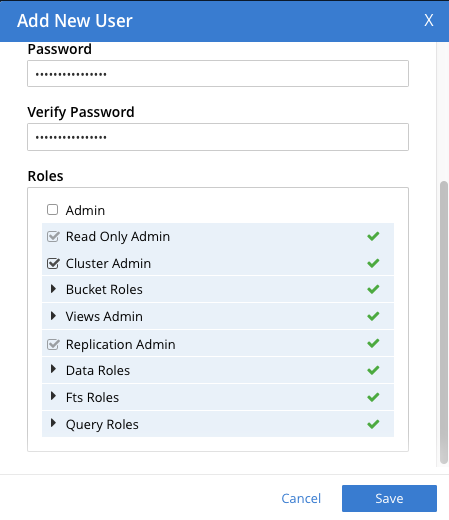 Add New User X
Password
••••••••••••••••
Verify Password
••••••••••••••••
Roles
Admin
Read Only Admin
Cluster Admin
Bucket Roles
Views Admin
Replication Admin
Data Roles
Fts Roles
Query Roles
Cancel Save